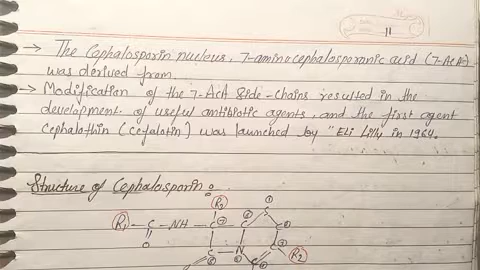 → The Cephalosporin nucleus, 7-aminocephalosporanic acid (7-ACA)
was derived from
→ Modification of the 7-ACA side-chains resulted in the
development of useful antibiotic agents, and the first agent
cephalothin (cefalotin) was launched by "Eli Lilly in 1964.
Structure of Cephalosporin:
R3
R1 C NH C C C
O C N C R2